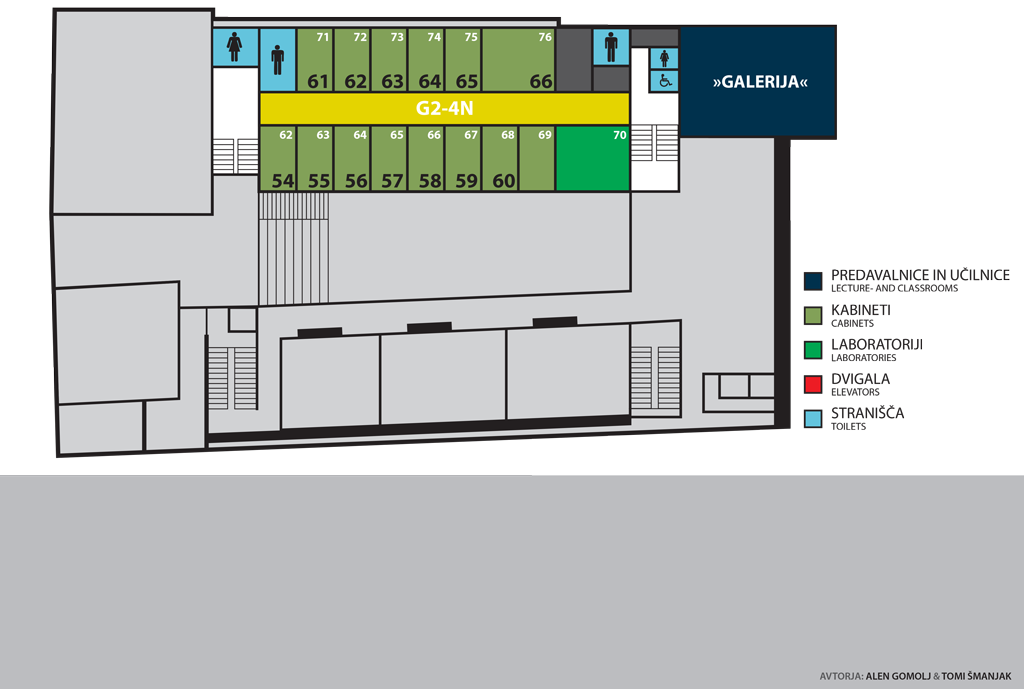 71 72 73 74 75 76
61 62 63 64 65 66
G2-4N
62 63 64 65 66 67 68 69 70
54 55 56 57 58 59 60
»GALERIJA«
PREDAVALNICE IN UČILNICE
LECTURE- AND CLASSROOMS
KABINETI
CABINETS
LABORATORIJI
LABORATORIES
DVIGALA
ELEVATORS
STRANIŠČA
TOILETS
AVTORJA: ALEN GOMOLJ & TOMI ŠMANJAK